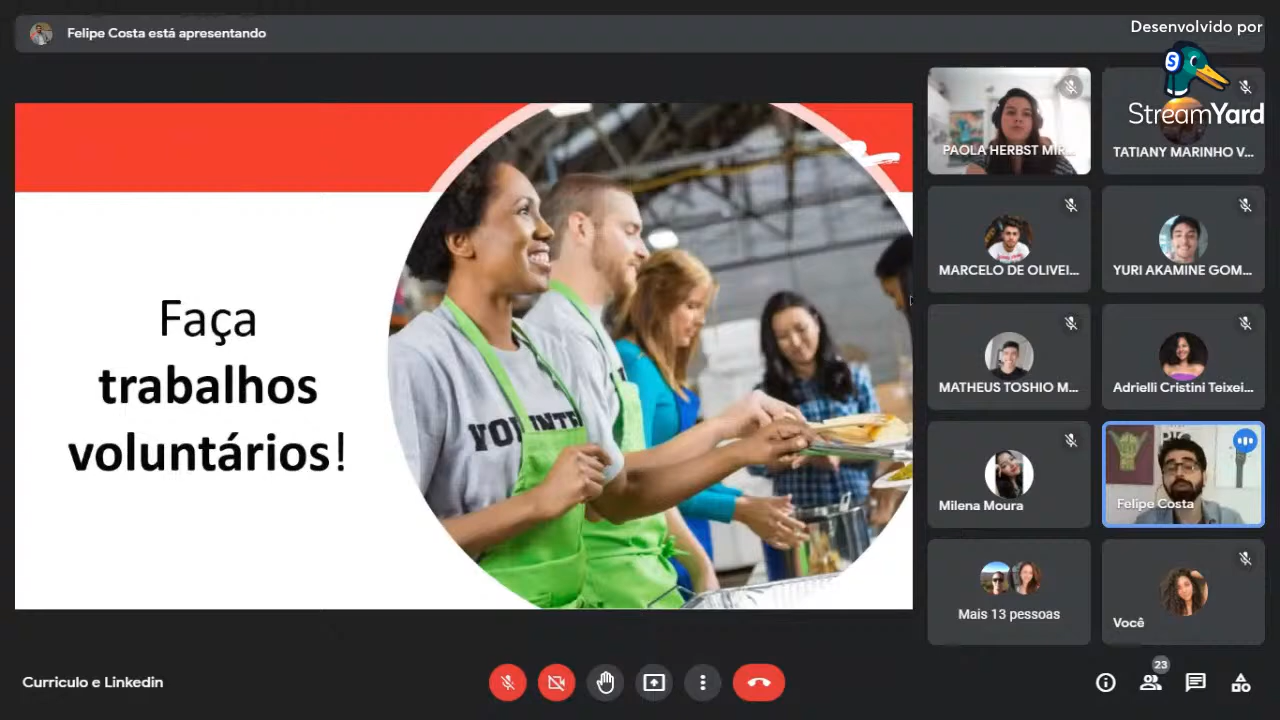 Felipe Costa está apresentando
Desenvolvido por
StreamYard
Faça
trabalhos
voluntários!
PAOLA HERBST MIR...
TATIANY MARINHO V...
MARCELO DE OLIVEI...
YURI AKAMINE GOM...
MATHEUS TOSHIO M...
Adrielli Cristini Teixei...
Milena Moura
Felipe Costa
Mais 13 pessoas
Você
Curriculo e Linkedin
23